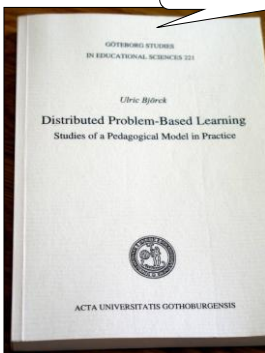 GÖTEBORG STUDIES
IN EDUCATIONAL SCIENCES 221
Ulric Björck
Distributed Problem-Based Learning
Studies of a Pedagogical Model in Practice
ACTA UNIVERSITATIS GOTHOBURGENSIS